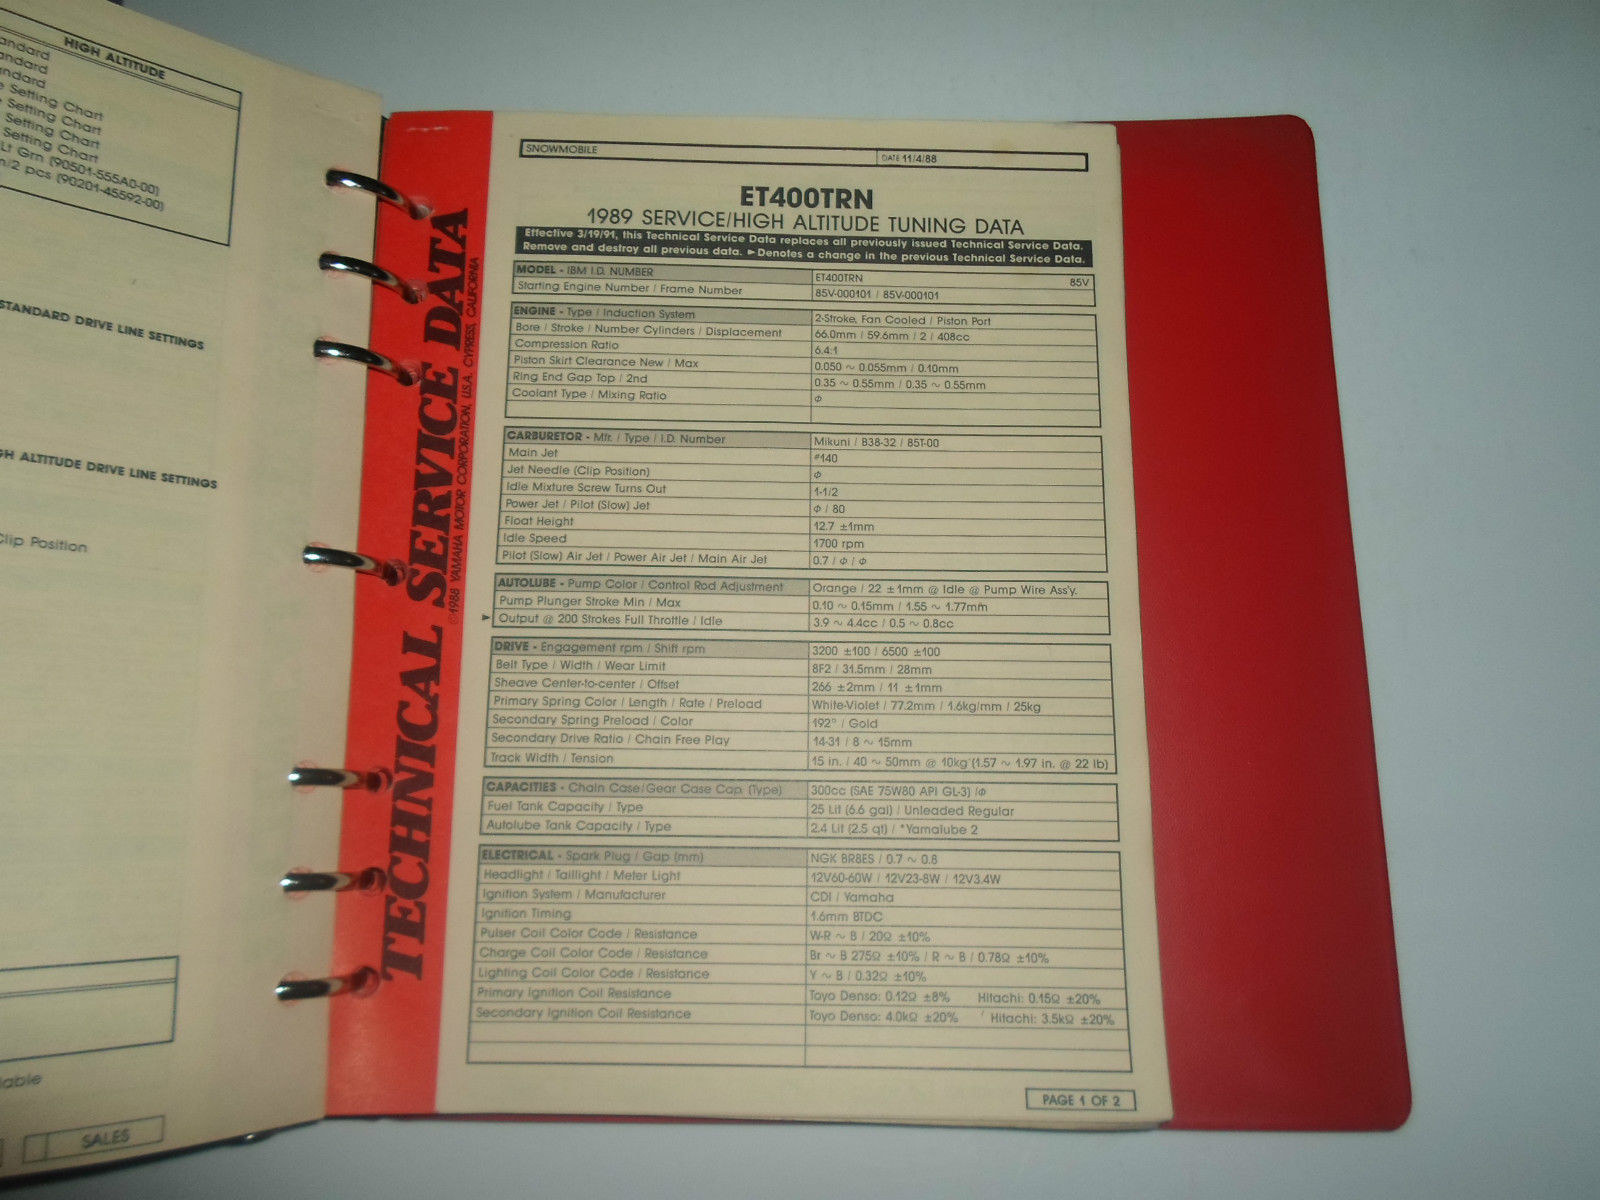 HIGH ALTITUDE
Setting Chart
Setting Chart
Setting Chart
Setting Chart
Lt Grn (90501-555A0-00)
2 pcs (90201-45592-00)
STANDARD DRIVE LINE SETTINGS
ALTITUDE DRIVE LINE SETTINGS
Clip Position
SALES
TECHNICAL SERVICE DATA
©1988 YAMAHA MOTOR CORPORATION, U.S.A. CYPRESS, CALIFORNIA
SNOWMOBILE DATE 11/4/88
ET400TRN
1989 SERVICE/HIGH ALTITUDE TUNING DATA
Effective 3/19/91, this Technical Service Data replaces all previously issued Technical Service Data.
Remove and destroy all previous data. ►Denotes a change in the previous Technical Service Data.
MODEL - IBM I.D. NUMBER ET400TRN 85V
Starting Engine Number / Frame Number 85V-000101 / 85V-000101
ENGINE - Type / Induction System 2-Stroke, Fan Cooled / Piston Port
Bore / Stroke / Number Cylinders / Displacement 66.0mm / 59.6mm / 2 / 408cc
Compression Ratio 6.4:1
Piston Skirt Clearance New / Max 0.050 ~ 0.055mm / 0.10mm
Ring End Gap Top / 2nd 0.35 ~ 0.55mm / 0.35 ~ 0.55mm
Coolant Type / Mixing Ratio Φ
CARBURETOR - Mfr. / Type / I.D. Number Mikuni / B38-32 / 85T-00
Main Jet #140
Jet Needle (Clip Position) Φ
Idle Mixture Screw Turns Out 1-1/2
Power Jet / Pilot (Slow) Jet Φ / 80
Float Height 12.7 ±1mm
Idle Speed 1700 rpm
Pilot (Slow) Air Jet / Power Air Jet / Main Air Jet 0.7 / Φ / Φ
AUTOLUBE - Pump Color / Control Rod Adjustment Orange / 22 ±1mm @ Idle @ Pump Wire Ass'y.
Pump Plunger Stroke Min / Max 0.10 ~ 0.15mm / 1.55 ~ 1.77mm
► Output @ 200 Strokes Full Throttle / Idle 3.9 ~ 4.4cc / 0.5 ~ 0.8cc
DRIVE - Engagement rpm / Shift rpm 3200 ±100 / 6500 ±100
Belt Type / Width / Wear Limit 8F2 / 31.5mm / 28mm
Sheave Center-to-center / Offset 266 ±2mm / 11 ±1mm
Primary Spring Color / Length / Rate / Preload White-Violet / 77.2mm / 1.6kg/mm / 25kg
Secondary Spring Preload / Color 192° / Gold
Secondary Drive Ratio / Chain Free Play 14-31 / 8 ~ 15mm
Track Width / Tension 15 in. / 40 ~ 50mm @ 10kg (1.57 ~ 1.97 in. @ 22 lb)
CAPACITIES - Chain Case/Gear Case Cap. (Type) 300cc (SAE 75W80 API GL-3) /Φ
Fuel Tank Capacity / Type 25 Lit (6.6 gal) / Unleaded Regular
Autolube Tank Capacity / Type 2.4 Lit (2.5 qt) / *Yamalube 2
ELECTRICAL - Spark Plug / Gap (mm) NGK BR8ES / 0.7 ~ 0.8
Headlight / Taillight / Meter Light 12V60-60W / 12V23-8W / 12V3.4W
Ignition System / Manufacturer CDI / Yamaha
Ignition Timing 1.6mm BTDC
Pulser Coil Color Code / Resistance W-R ~ B / 20Ω ±10%
Charge Coil Color Code / Resistance Br ~ B 275Ω ±10% / R ~ B / 0.78Ω ±10%
Lighting Coil Color Code / Resistance Y ~ B / 0.32Ω ±10%
Primary Ignition Coil Resistance Toyo Denso: 0.12Ω ±8% Hitachi: 0.15Ω ±20%
Secondary Ignition Coil Resistance Toyo Denso: 4.0kΩ ±20% Hitachi: 3.5kΩ ±20%
PAGE 1 OF 2